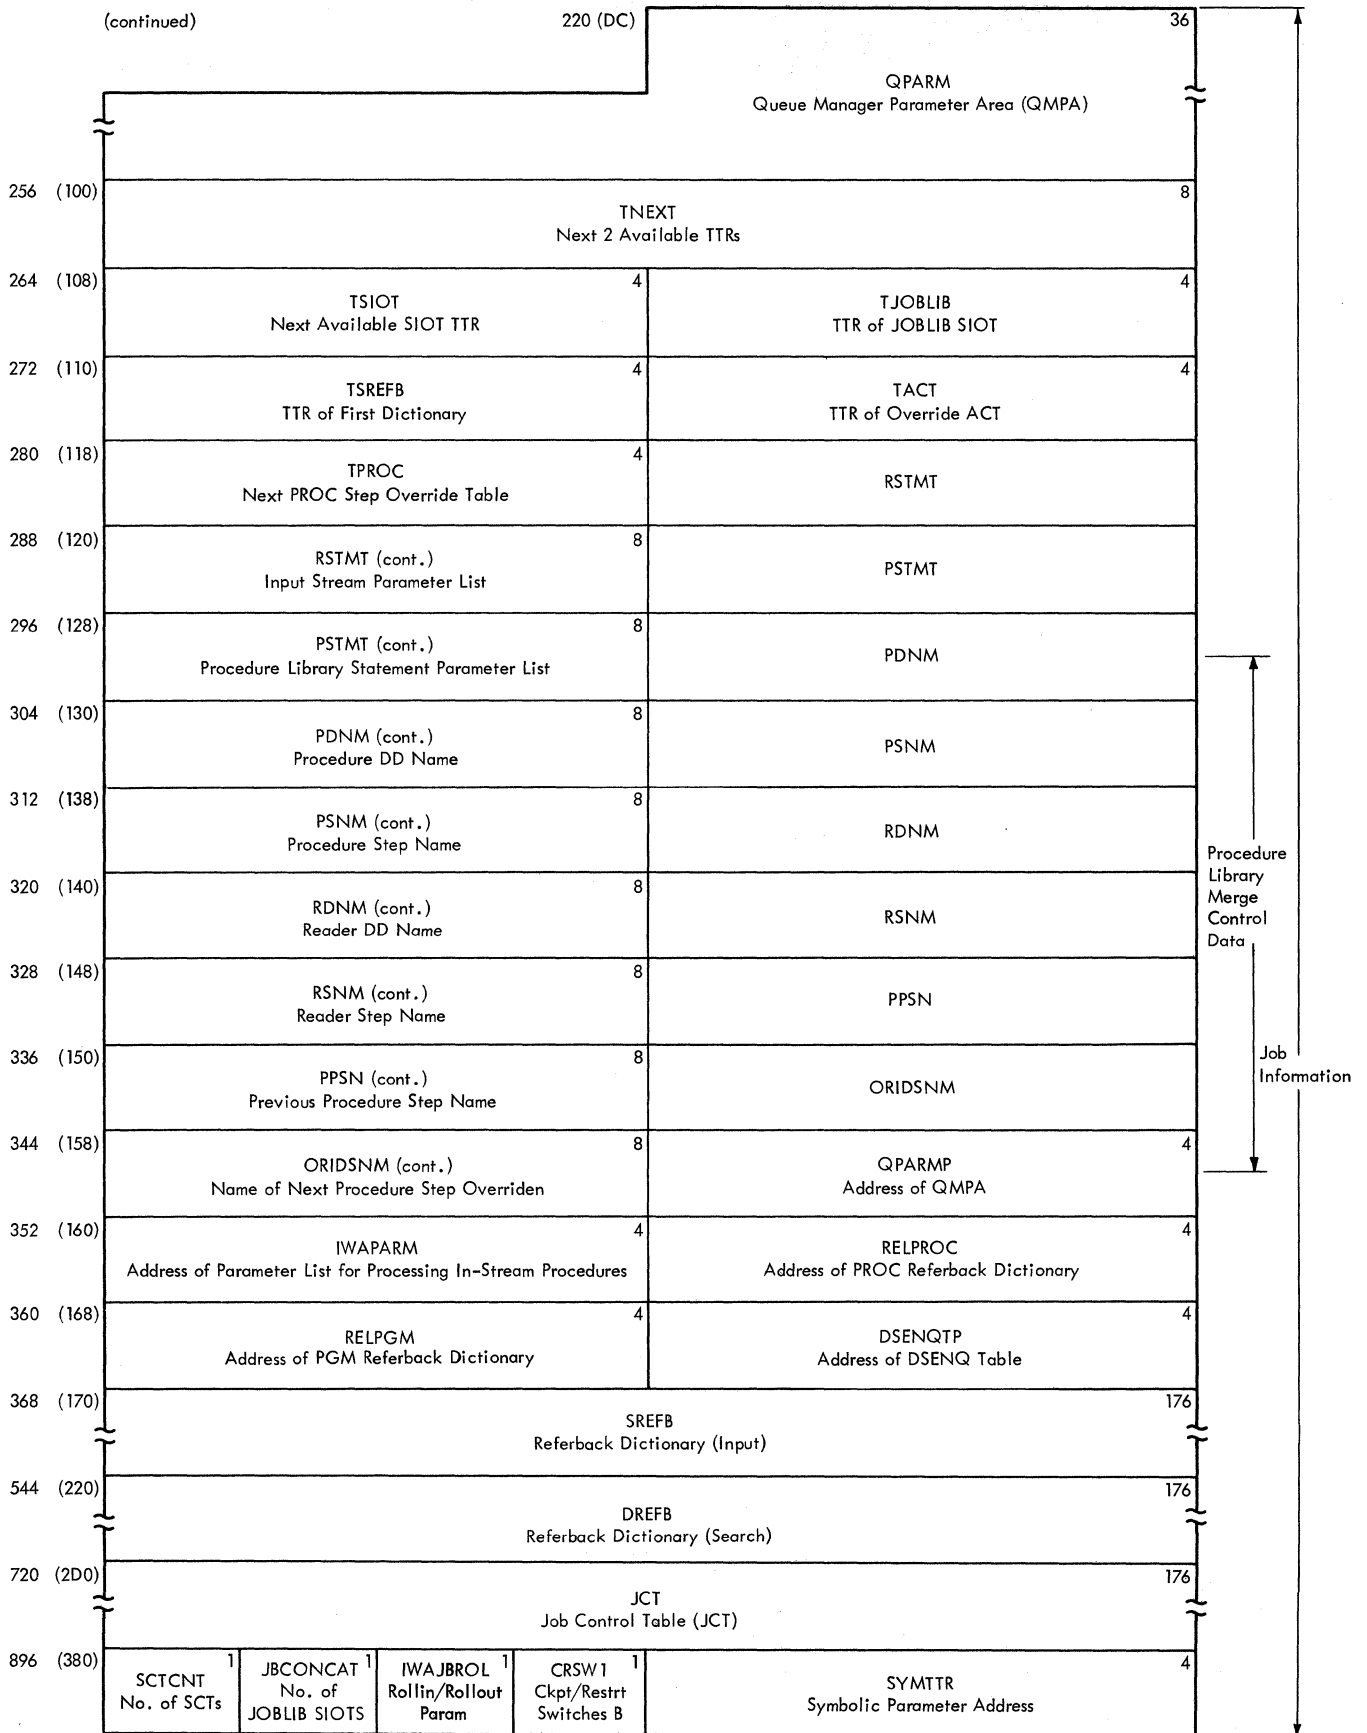 (continued) 220 (DC) 36
QPARM
Queue Manager Parameter Area (QMPA)
256 (100) 8
TNEXT
Next 2 Available TTRs
264 (108) 4 4
TSIOT TJOBLIB
Next Available SIOT TTR TTR of JOBLIB SIOT
272 (110) 4 4
TSREFB TACT
TTR of First Dictionary TTR of Override ACT
280 (118) 4
TPROC RSTMT
Next PROC Step Override Table
288 (120) 8
RSTMT (cont.) PSTMT
Input Stream Parameter List
296 (128) 8
PSTMT (cont.) PDNM
Procedure Library Statement Parameter List
304 (130) 8
PDNM (cont.) PSNM
Procedure DD Name
312 (138) 8
PSNM (cont.) RDNM
Procedure Step Name
320 (140) 8
RDNM (cont.) RSNM
Reader DD Name
328 (148) 8
RSNM (cont.) PPSN
Reader Step Name
336 (150) 8
PPSN (cont.) ORIDSNM
Previous Procedure Step Name
344 (158) 8 4
ORIDSNM (cont.) QPARMP
Name of Next Procedure Step Overriden Address of QMPA
352 (160) 4 4
IWAPARM RELPROC
Address of Parameter List for Processing In-Stream Procedures Address of PROC Referback Dictionary
360 (168) 4 4
RELPGM DSENQTP
Address of PGM Referback Dictionary Address of DSENQ Table
368 (170) 176
SREFB
Referback Dictionary (Input)
544 (220) 176
DREFB
Referback Dictionary (Search)
720 (2D0) 176
JCT
Job Control Table (JCT)
896 (380) 1 1 1 1 4
SCTCNT JBCONCAT IWAJBROL CRSW1 SYMTTR
No. of SCTs No. of Rollin/Rollout Ckpt/Restrt Symbolic Parameter Address
JOBLIB SIOTS Param Switches B
Procedure
Library
Merge
Control
Data
Job
Information